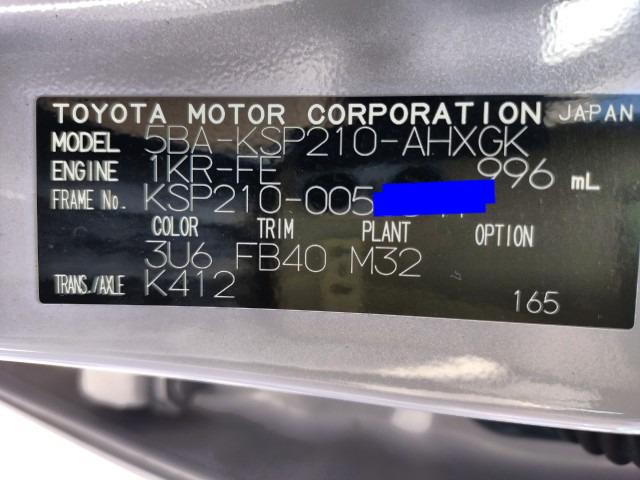 TOYOTA MOTOR CORPORATION JAPAN
MODEL 5BA-KSP210-AHXGK
ENGINE 1KR-FE 996 mL
FRAME No. KSP210-005
COLOR TRIM PLANT OPTION
3U6 FB40 M32
TRANS./AXLE K412
165